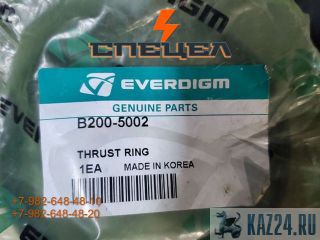 СПЕЦЕЛ
EVERDIGM
GENUINE PARTS
B200-5002
THRUST RING
1EA MADE IN KOREA
+7-982-648-48-10
+7-982-648-48-20
KAZ24.RU